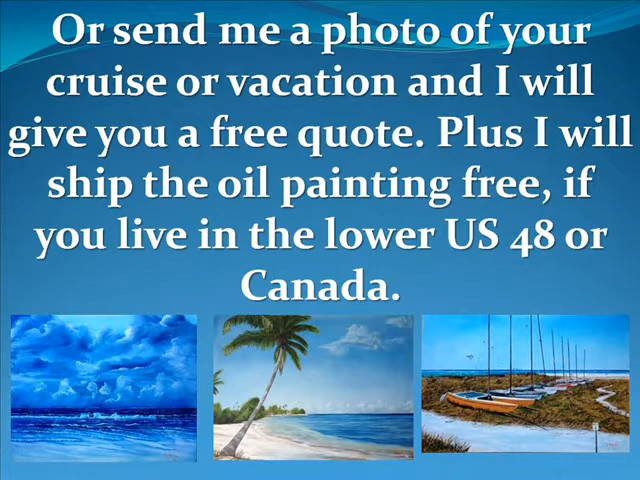 Or send me a photo of your
cruise or vacation and I will
give you a free quote. Plus I will
ship the oil painting free, if
you live in the lower US 48 or
Canada.